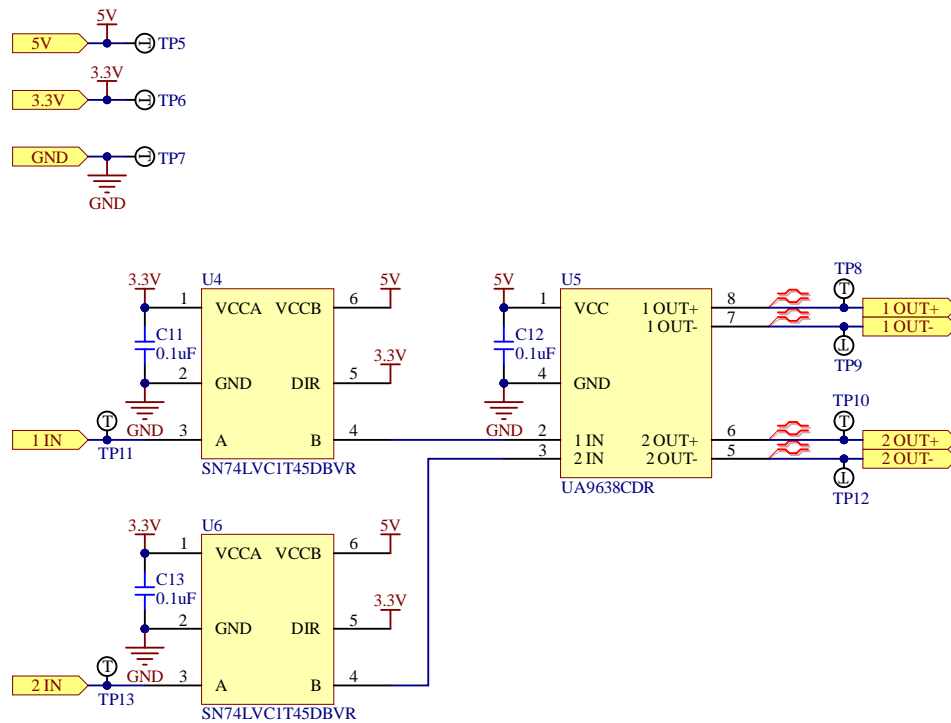 5V
5V
TP5
3.3V
3.3V
TP6
GND
TP7
GND
3.3V
U4
5V
1
VCCA VCCB
6
C11
0.1uF
3.3V
2
GND
DIR
5
GND
1 IN
TP11
3
A
B
4
SN74LVC1T45DBVR
5V
U5
1
VCC
1 OUT+
8
1 OUT-
7
C12
0.1uF
4
GND
GND
2
1 IN
2 OUT+
6
3
2 IN
2 OUT-
5
UA9638CDR
TP8
1 OUT+
1 OUT-
TP9
TP10
2 OUT+
2 OUT-
TP12
3.3V
U6
5V
1
VCCA VCCB
6
C13
0.1uF
3.3V
2
GND
DIR
5
GND
2 IN
TP13
3
A
B
4
SN74LVC1T45DBVR
T
T
T
T
T
T
T
T
T